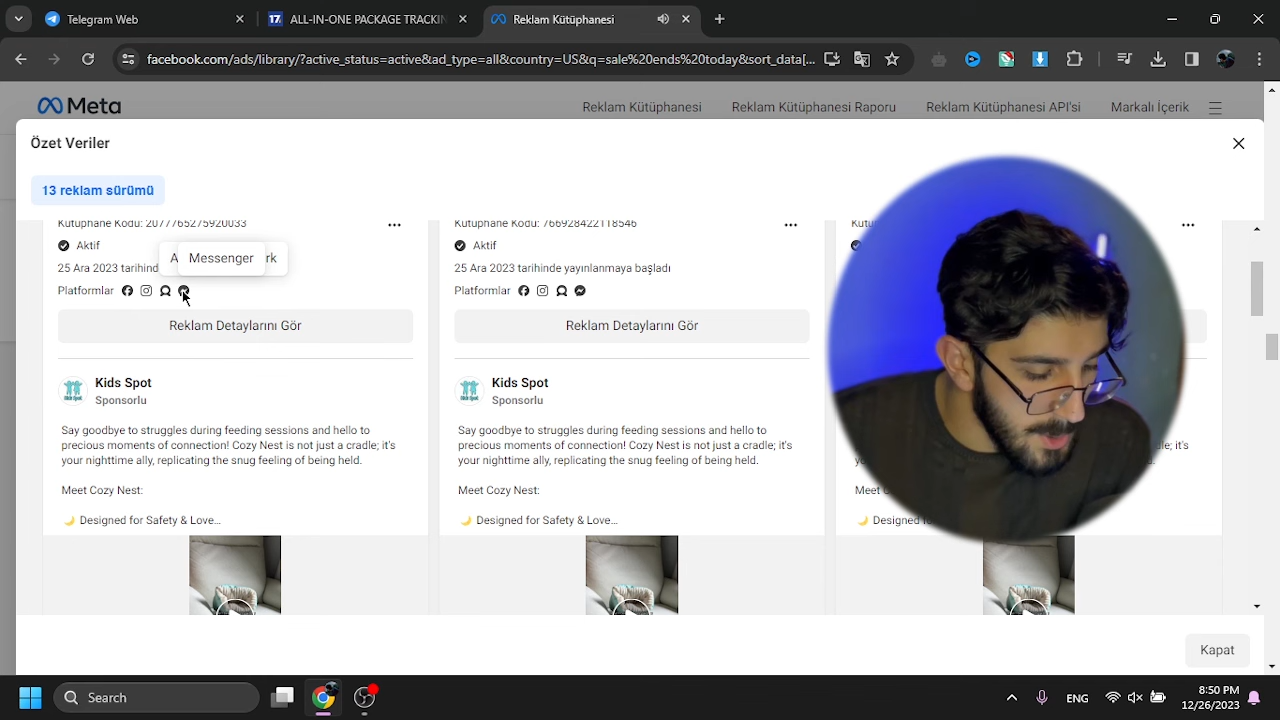 Telegram Web
ALL-IN-ONE PACKAGE TRACKIN
Reklam Kütüphanesi
facebook.com/ads/library/?active_status=active&ad_type=all&country=US&q=sale%20ends%20today&sort_data[...
Meta
Reklam Kütüphanesi
Reklam Kütüphanesi Raporu
Reklam Kütüphanesi API'si
Markalı İçerik
Özet Veriler
13 reklam sürümü
Kütüphane Kodu: 2077765275920033
Kütüphane Kodu: 766928422118546
Aktif
Messenger
rk
Aktif
25 Ara 2023 tarihind
25 Ara 2023 tarihinde yayınlanmaya başladı
Platformlar
Platformlar
Reklam Detaylarını Gör
Reklam Detaylarını Gör
Kids Spot
Sponsorlu
Kids Spot
Sponsorlu
Say goodbye to struggles during feeding sessions and hello to
precious moments of connection! Cozy Nest is not just a cradle; it's
your nighttime ally, replicating the snug feeling of being held.
Meet Cozy Nest:
🌙 Designed for Safety & Love...
Say goodbye to struggles during feeding sessions and hello to
precious moments of connection! Cozy Nest is not just a cradle; it's
your nighttime ally, replicating the snug feeling of being held.
Meet Cozy Nest:
🌙 Designed for Safety & Love...
Meet
🌙 Designed
Kapat
Search
ENG
8:50 PM
12/26/2023